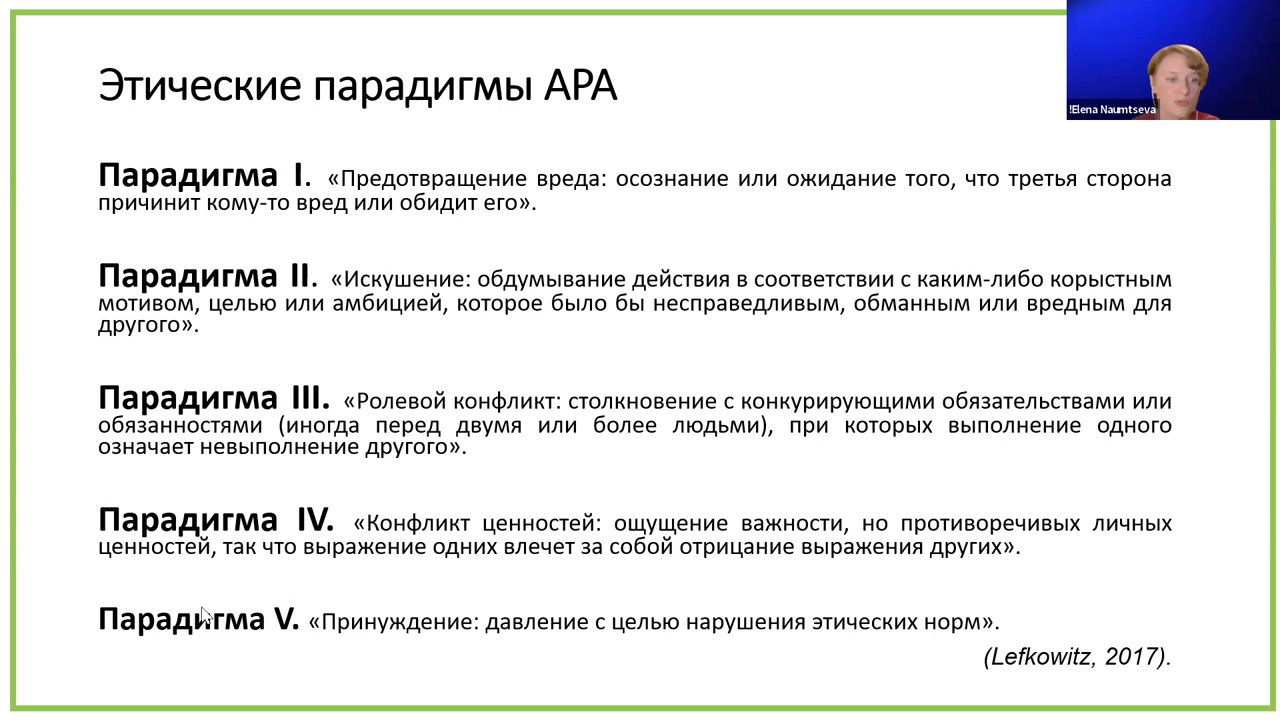 Этические парадигмы APA
!Elena Naumtseva
Парадигма I. «Предотвращение вреда: осознание или ожидание того, что третья сторона
причинит кому-то вред или обидит его».
Парадигма II. «Искушение: обдумывание действия в соответствии с каким-либо корыстным
мотивом, целью или амбицией, которое было бы несправедливым, обманным или вредным для
другого».
Парадигма III. «Ролевой конфликт: столкновение с конкурирующими обязательствами или
обязанностями (иногда перед двумя или более людьми), при которых выполнение одного
означает невыполнение другого».
Парадигма IV. «Конфликт ценностей: ощущение важности, но противоречивых личных
ценностей, так что выражение одних влечет за собой отрицание выражения других».
Парадигма V. «Принуждение: давление с целью нарушения этических норм».
(Lefkowitz, 2017).